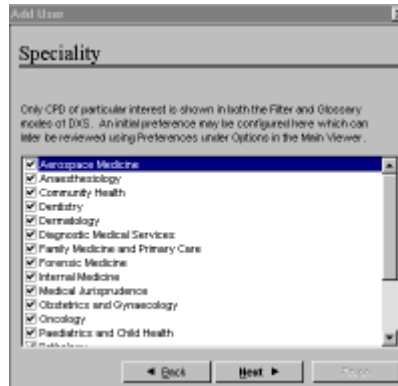 Add User
Speciality
Only CPD of particular interest is shown in both the Filter and Glossary
modes of DXS. An initial preference may be configured here which can
later be reviewed using Preferences under Options in the Main Viewer.
Aerospace Medicine
Anaesthesiology
Community Health
Dentistry
Dermatology
Diagnostic Medical Services
Family Medicine and Primary Care
Forensic Medicine
Internal Medicine
Medical Jurisprudence
Obstetrics and Gynaecology
Oncology
Paediatrics and Child Health
Pathology
Back Next Finish